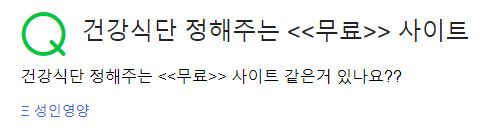 건강식단 정해주는 <<무료>> 사이트
건강식단 정해주는 <<무료>> 사이트 같은거 있나요??
성인영양